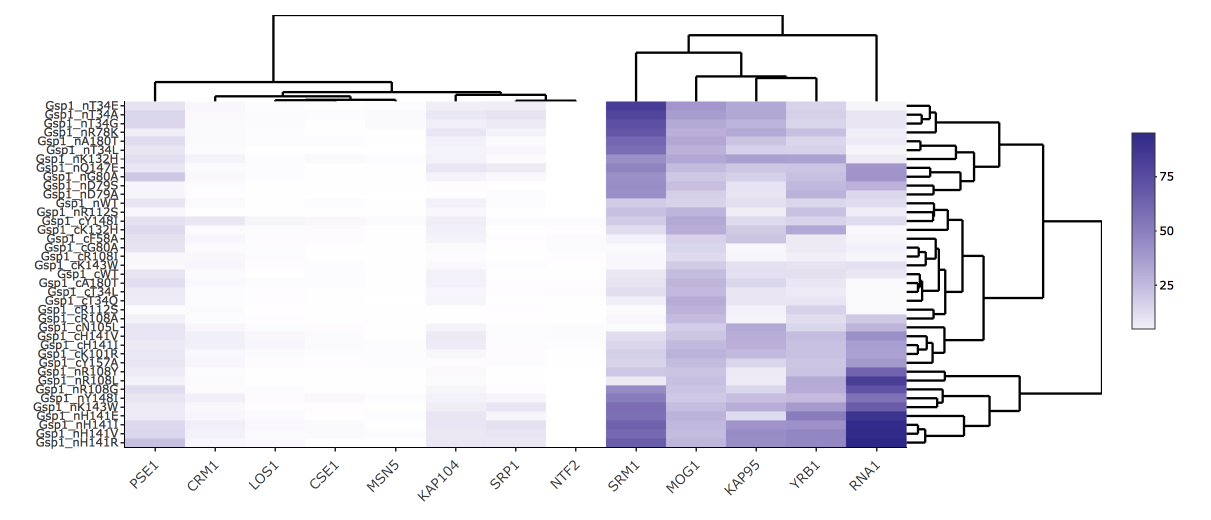 Gsp1_nT34E
Gsp1_nT34A
Gsp1_nT34G
Gsp1_nR78K
Gsp1_nA180T
Gsp1_nT34L
Gsp1_nK132H
Gsp1_nQ147E
Gsp1_nG80A
Gsp1_nD79S
Gsp1_nD79A
Gsp1_nWT
Gsp1_nR112S
Gsp1_cY148I
Gsp1_cK132H
Gsp1_cF58A
Gsp1_cG80A
Gsp1_cR108I
Gsp1_cK143W
Gsp1_cWT
Gsp1_cA180T
Gsp1_cT34L
Gsp1_cT34Q
Gsp1_cR112S
Gsp1_cR108A
Gsp1_cN105L
Gsp1_cH141V
Gsp1_cH141I
Gsp1_cK101R
Gsp1_cY157A
Gsp1_nR108Y
Gsp1_nR108L
Gsp1_nR108G
Gsp1_nY148I
Gsp1_nK143W
Gsp1_nH141E
Gsp1_nH141I
Gsp1_nH141V
Gsp1_nH141R
75
50
25
PSE1
CRM1
LOS1
CSE1
MSN5
KAP104
SRP1
NTF2
SRM1
MOG1
KAP95
YRB1
RNA1